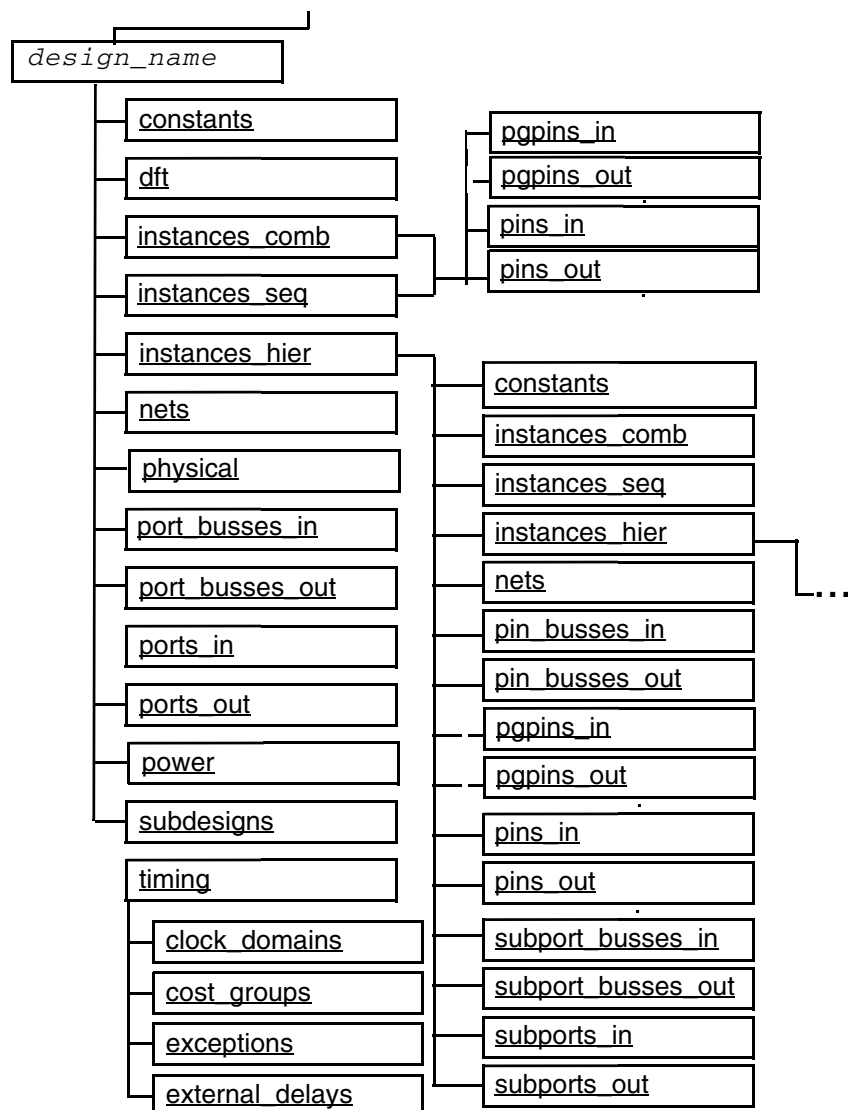 design_name
constants
dft
instances_comb
instances_seq
instances_hier
nets
physical
port_busses_in
port_busses_out
ports_in
ports_out
power
subdesigns
timing
clock_domains
cost_groups
exceptions
external_delays
pgpins_in
pgpins_out
pins_in
pins_out
constants
instances_comb
instances_seq
instances_hier
...
nets
pin_busses_in
pin_busses_out
pgpins_in
pgpins_out
pins_in
pins_out
subport_busses_in
subport_busses_out
subports_in
subports_out